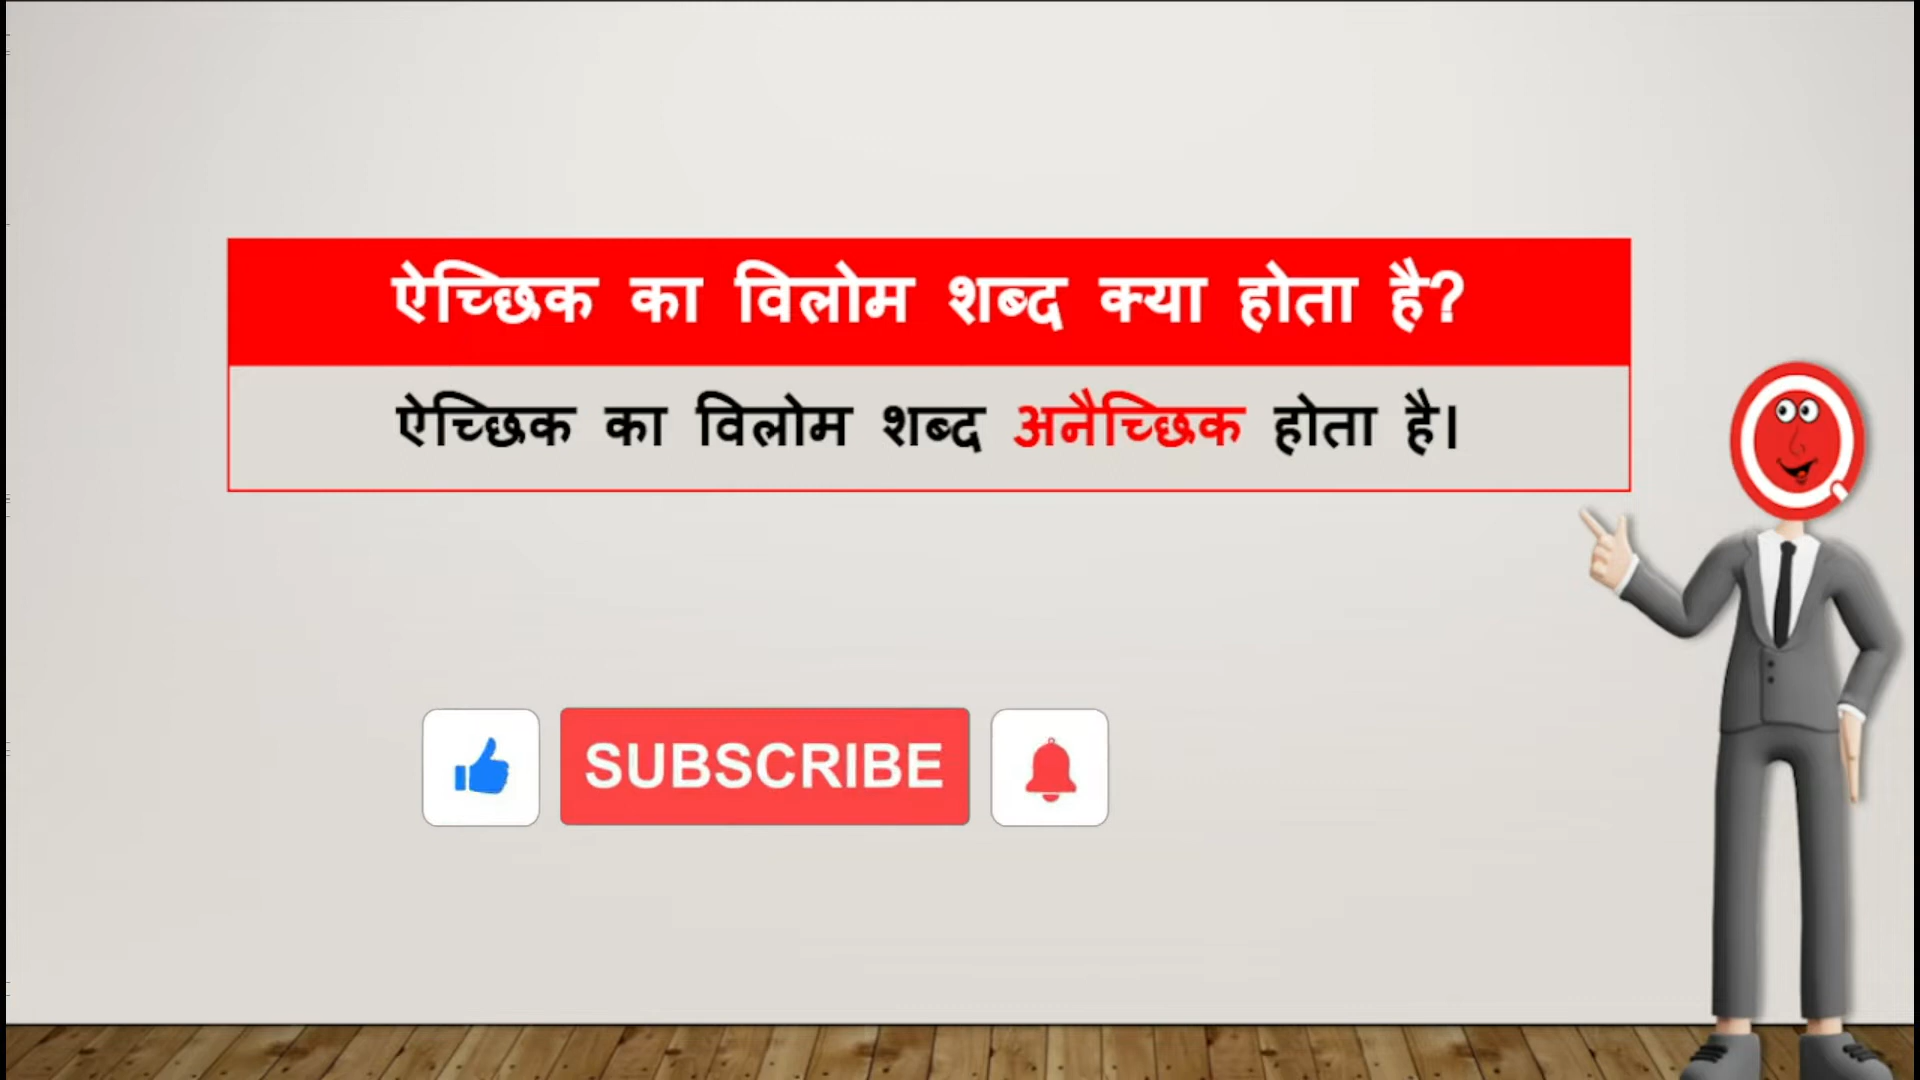 ऐच्छिक का विलोम शब्द क्या होता है?
ऐच्छिक का विलोम शब्द अनैच्छिक होता है।
SUBSCRIBE